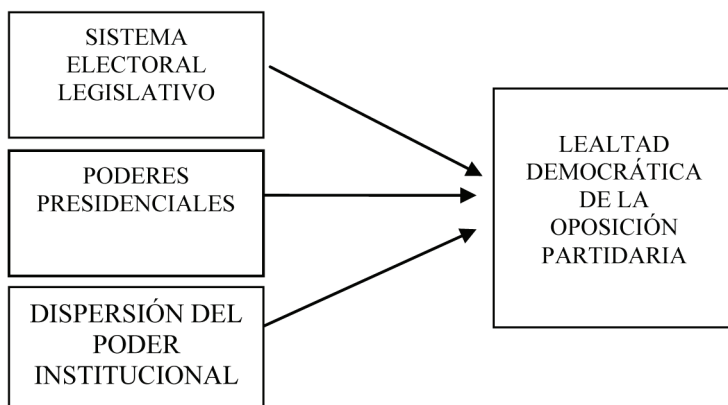 SISTEMA
ELECTORAL
LEGISLATIVO
PODERES
PRESIDENCIALES
DISPERSIÓN DEL
PODER
INSTITUCIONAL
LEALTAD
DEMOCRÁTICA
DE LA
OPOSICIÓN
PARTIDARIA